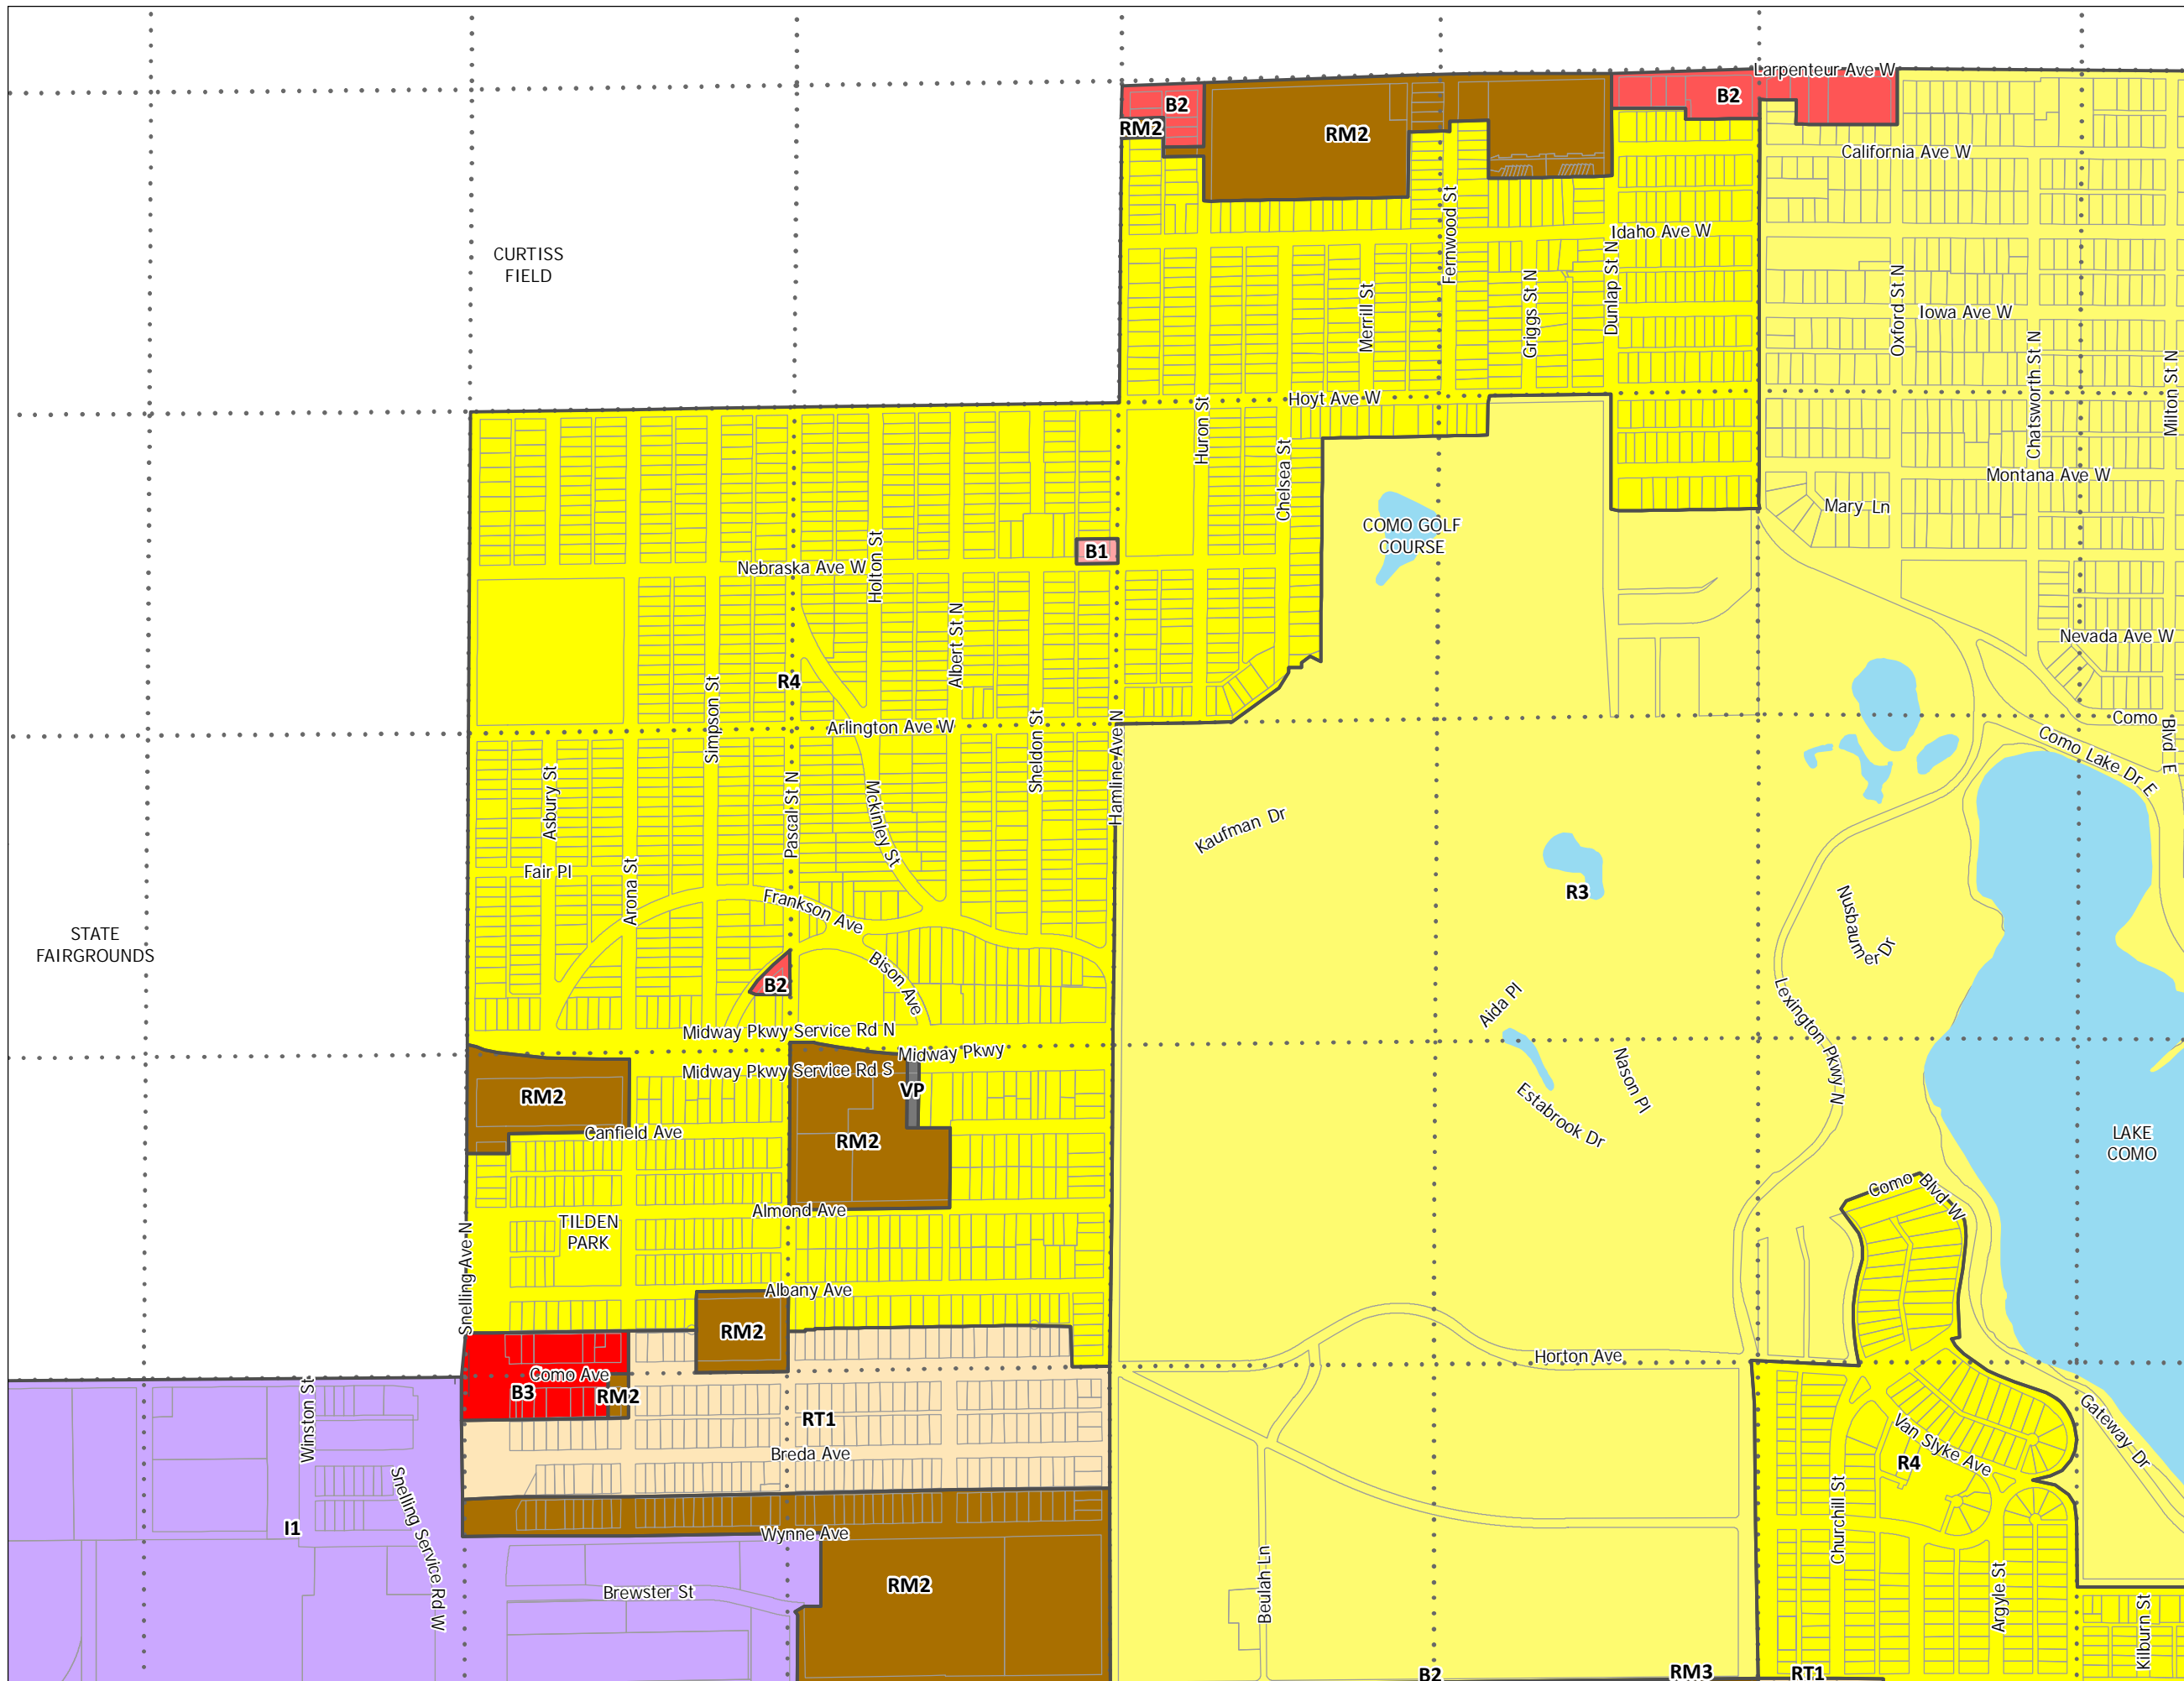 Larpenteur Ave W
B2
B2
RM2
RM2
California Ave W
Fernwood St
Idaho Ave W
CURTISS
FIELD
Dunlap St N
Griggs St N
Merrill St
Oxford St N
Iowa Ave W
Chatsworth St N
Milton St N
Hoyt Ave W
Huron St
Chelsea St
Montana Ave W
Mary Ln
COMO GOLF
COURSE
B1
Holton St
Nebraska Ave W
Albert St N
Nevada Ave W
R4
Simpson St
Arlington Ave W
Sheldon St
Hamline Ave N
Como
Blvd E
Como Lake Dr E
Asbury St
Pascal St N
Mckinley St
Kaufman Dr
Fair Pl
Arona St
R3
Frankson Ave
Nusbaumer Dr
STATE
FAIRGROUNDS
B2
Bison Ave
Aida Pl
Lexington Pkwy N
Midway Pkwy Service Rd N
Midway Pkwy
Midway Pkwy Service Rd S
VP
RM2
Nason Pl
Estabrook Dr
Canfield Ave
RM2
LAKE
COMO
Como Blvd W
Almond Ave
TILDEN
PARK
Snelling Ave N
Albany Ave
RM2
Horton Ave
Como Ave
B3
RM2
Winston St
RT1
Gateway Dr
Van Slyke Ave
R4
Breda Ave
Snelling Service Rd W
Churchill St
I1
Wynne Ave
RM2
Brewster St
Beulah Ln
Argyle St
Kilburn St
B2
RM3
RT1